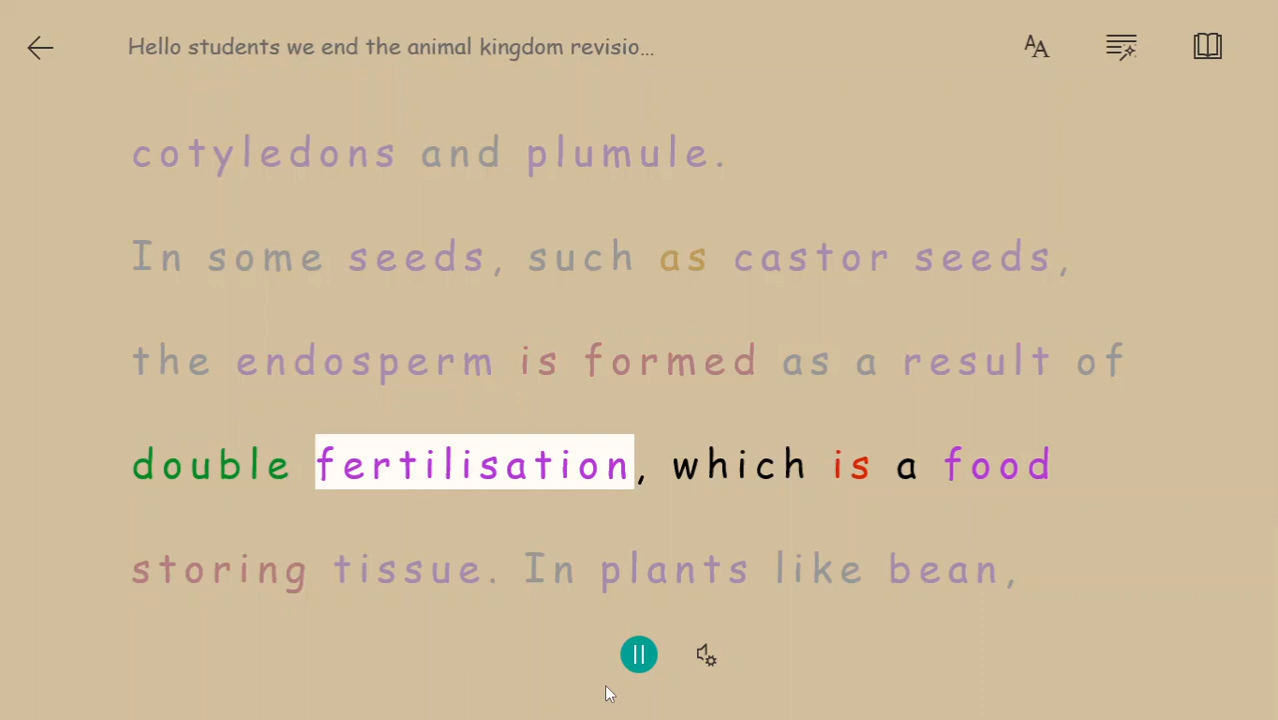 Hello students we end the animal kingdom revisio...
cotyledons and plumule.
In some seeds, such as castor seeds,
the endosperm is formed as a result of
double fertilisation, which is a food
storing tissue. In plants like bean,